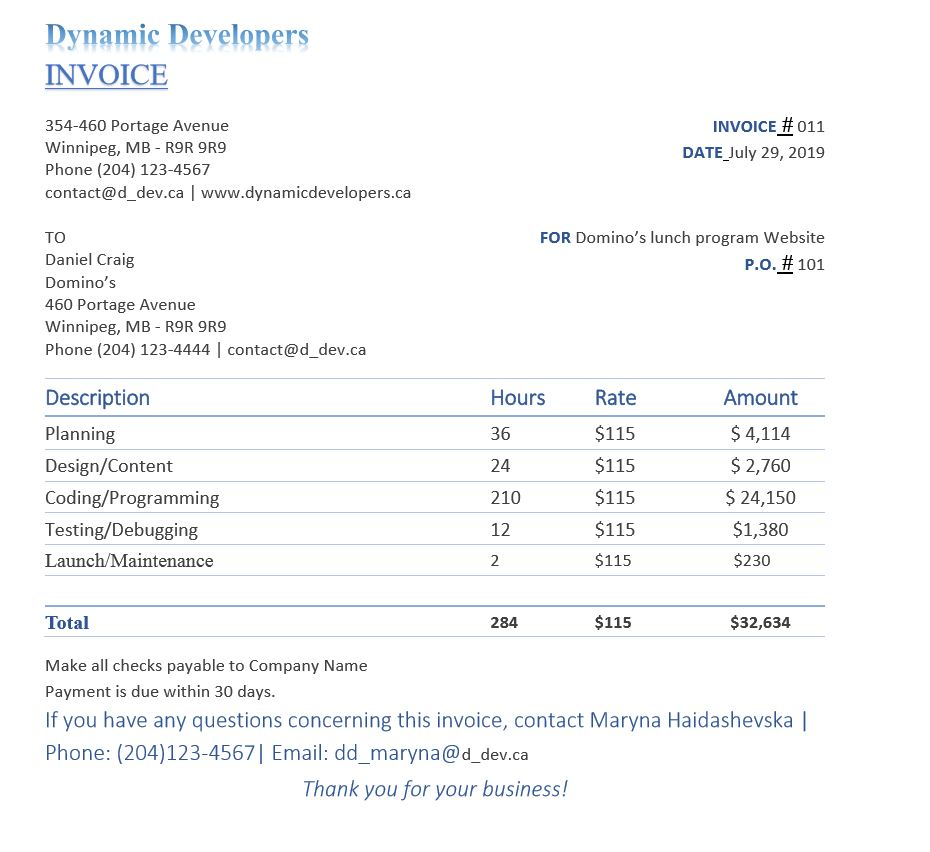 Dynamic Developers
INVOICE
354-460 Portage Avenue
Winnipeg, MB - R9R 9R9
Phone (204) 123-4567
contact@d_dev.ca | www.dynamicdevelopers.ca
INVOICE # 011
DATE July 29, 2019
TO
Daniel Craig
Domino’s
460 Portage Avenue
Winnipeg, MB - R9R 9R9
Phone (204) 123-4444 | contact@d_dev.ca
FOR Domino’s lunch program Website
P.O. # 101
Description Hours Rate Amount
Planning 36 $115 $ 4,114
Design/Content 24 $115 $ 2,760
Coding/Programming 210 $115 $ 24,150
Testing/Debugging 12 $115 $1,380
Launch/Maintenance 2 $115 $230
Total 284 $115 $32,634
Make all checks payable to Company Name
Payment is due within 30 days.
If you have any questions concerning this invoice, contact Maryna Haidashevska |
Phone: (204)123-4567| Email: dd_maryna@d_dev.ca
Thank you for your business!